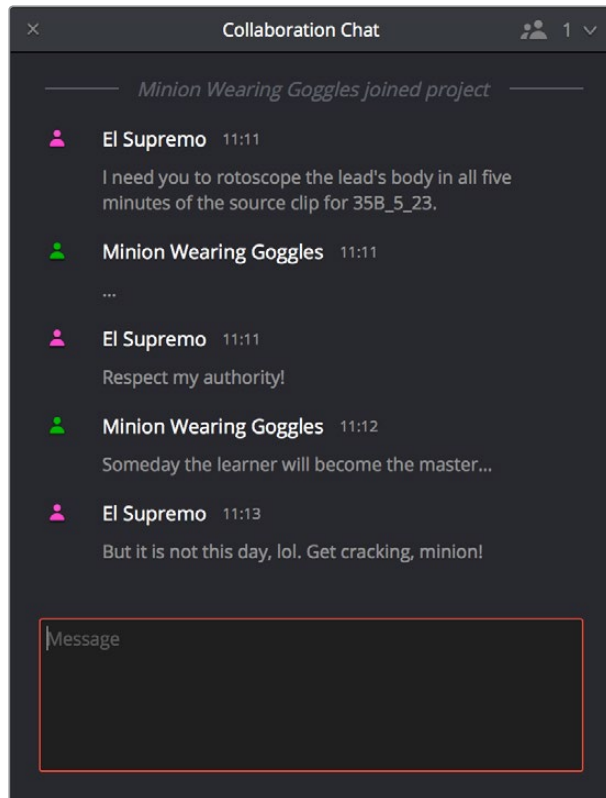 Collaboration Chat 1
Minion Wearing Goggles joined project
El Supremo 11:11
I need you to rotoscope the lead's body in all five
minutes of the source clip for 35B_5_23.
Minion Wearing Goggles 11:11
...
El Supremo 11:11
Respect my authority!
Minion Wearing Goggles 11:12
Someday the learner will become the master...
El Supremo 11:13
But it is not this day, lol. Get cracking, minion!
Message